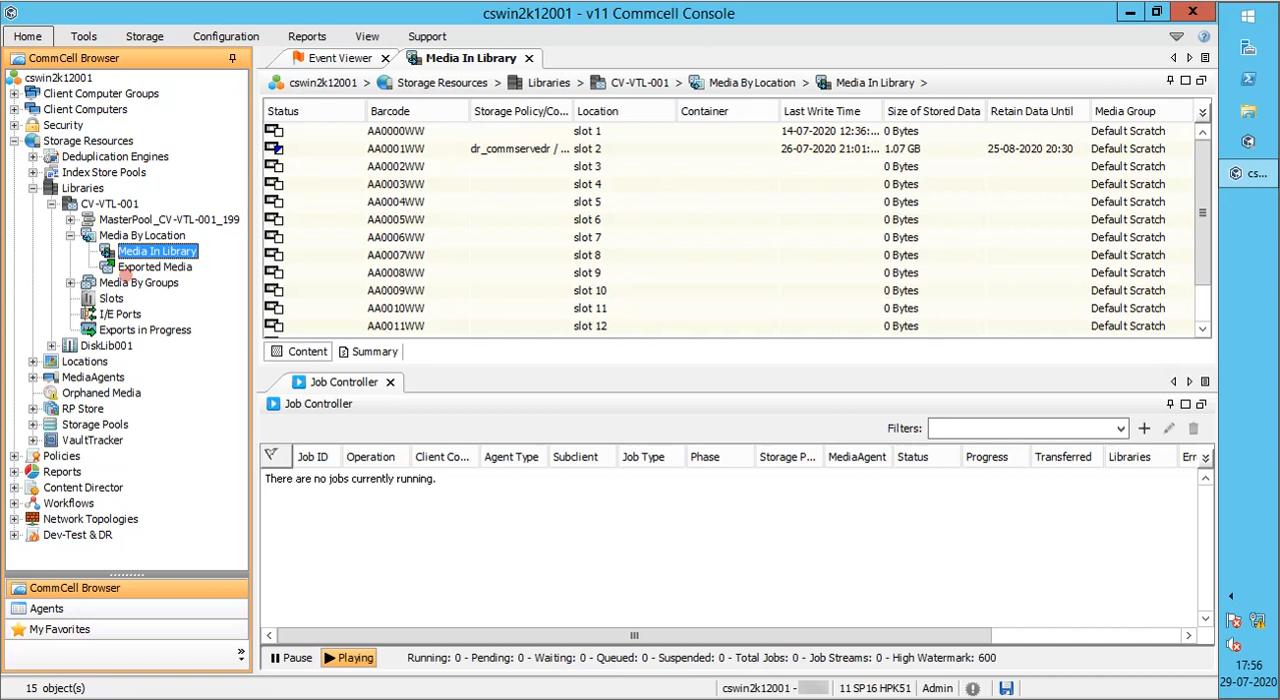 cswin2k12001 - v11 Commcell Console
Home Tools Storage Configuration Reports View Support
CommCell Browser
cswin2k12001
Client Computer Groups
Client Computers
Security
Storage Resources
Deduplication Engines
Index Store Pools
Libraries
CV-VTL-001
MasterPool_CV-VTL-001_199
Media By Location
Media In Library
Exported Media
Media By Groups
Slots
I/E Ports
Exports in Progress
DiskLib001
Locations
MediaAgents
Orphaned Media
RP Store
Storage Pools
VaultTracker
Policies
Reports
Content Director
Workflows
Network Topologies
Dev-Test & DR
CommCell Browser
Agents
My Favorites
»
15 object(s)
Event Viewer Media In Library
cswin2k12001 > Storage Resources > Libraries > CV-VTL-001 > Media By Location > Media In Library >
Status Barcode Storage Policy/Co... Location Container Last Write Time Size of Stored Data Retain Data Until Media Group
AA0000WW slot 1 14-07-2020 12:36:... 0 Bytes Default Scratch
AA0001WW dr_commservedr / ... slot 2 26-07-2020 21:01:... 1.07 GB 25-08-2020 20:30 Default Scratch
AA0002WW slot 3 0 Bytes Default Scratch
AA0003WW slot 4 0 Bytes Default Scratch
AA0004WW slot 5 0 Bytes Default Scratch
AA0005WW slot 6 0 Bytes Default Scratch
AA0006WW slot 7 0 Bytes Default Scratch
AA0007WW slot 8 0 Bytes Default Scratch
AA0008WW slot 9 0 Bytes Default Scratch
AA0009WW slot 10 0 Bytes Default Scratch
AA0010WW slot 11 0 Bytes Default Scratch
AA0011WW slot 12 0 Bytes Default Scratch
Content Summary
Job Controller
Job Controller
Filters:
Job ID Operation Client Co... Agent Type Subclient Job Type Phase Storage P... MediaAgent Status Progress Transferred Libraries Err
There are no jobs currently running.
Pause Playing Running: 0 - Pending: 0 - Waiting: 0 - Queued: 0 - Suspended: 0 - Total Jobs: 0 - Job Streams: 0 - High Watermark: 600
cswin2k12001 - 11 SP16 HPK51 Admin
cs...
17:56
29-07-2020